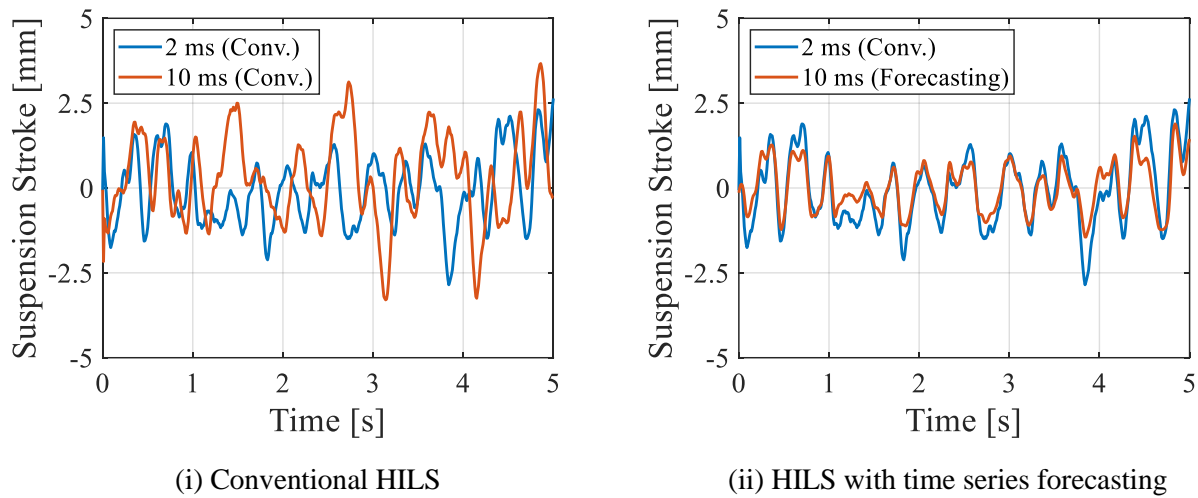 Suspension Stroke [mm]
5
2.5
0
-2.5
-5
2 ms (Conv.)
10 ms (Conv.)
0 1 2 3 4 5
Time [s]
(i) Conventional HILS
Suspension Stroke [mm]
5
2.5
0
-2.5
-5
2 ms (Conv.)
10 ms (Forecasting)
0 1 2 3 4 5
Time [s]
(ii) HILS with time series forecasting